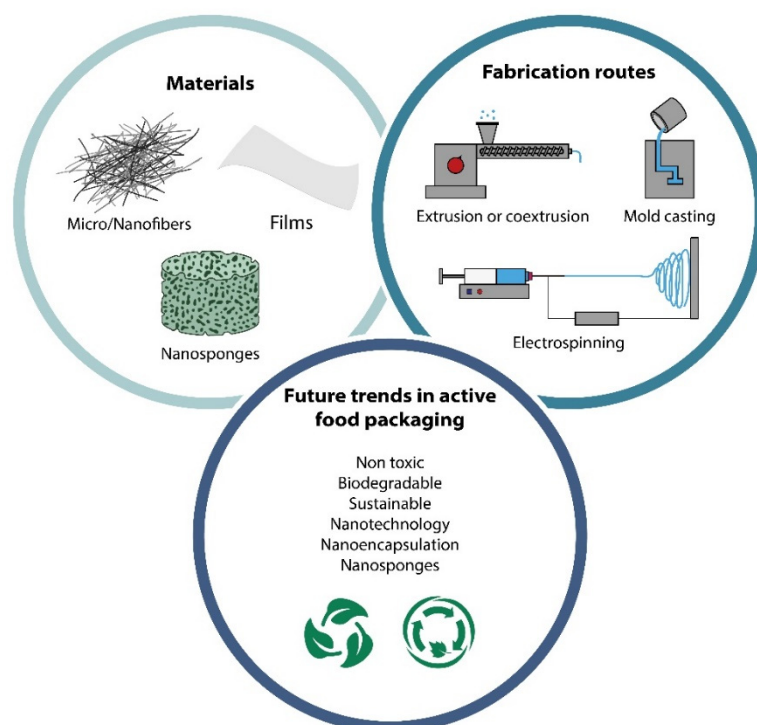 Materials
Micro/Nanofibers
Films
Nanosponges
Fabrication routes
Extrusion or coextrusion
Mold casting
Electrospinning
Future trends in active
food packaging
Non toxic
Biodegradable
Sustainable
Nanotechnology
Nanoencapsulation
Nanosponges